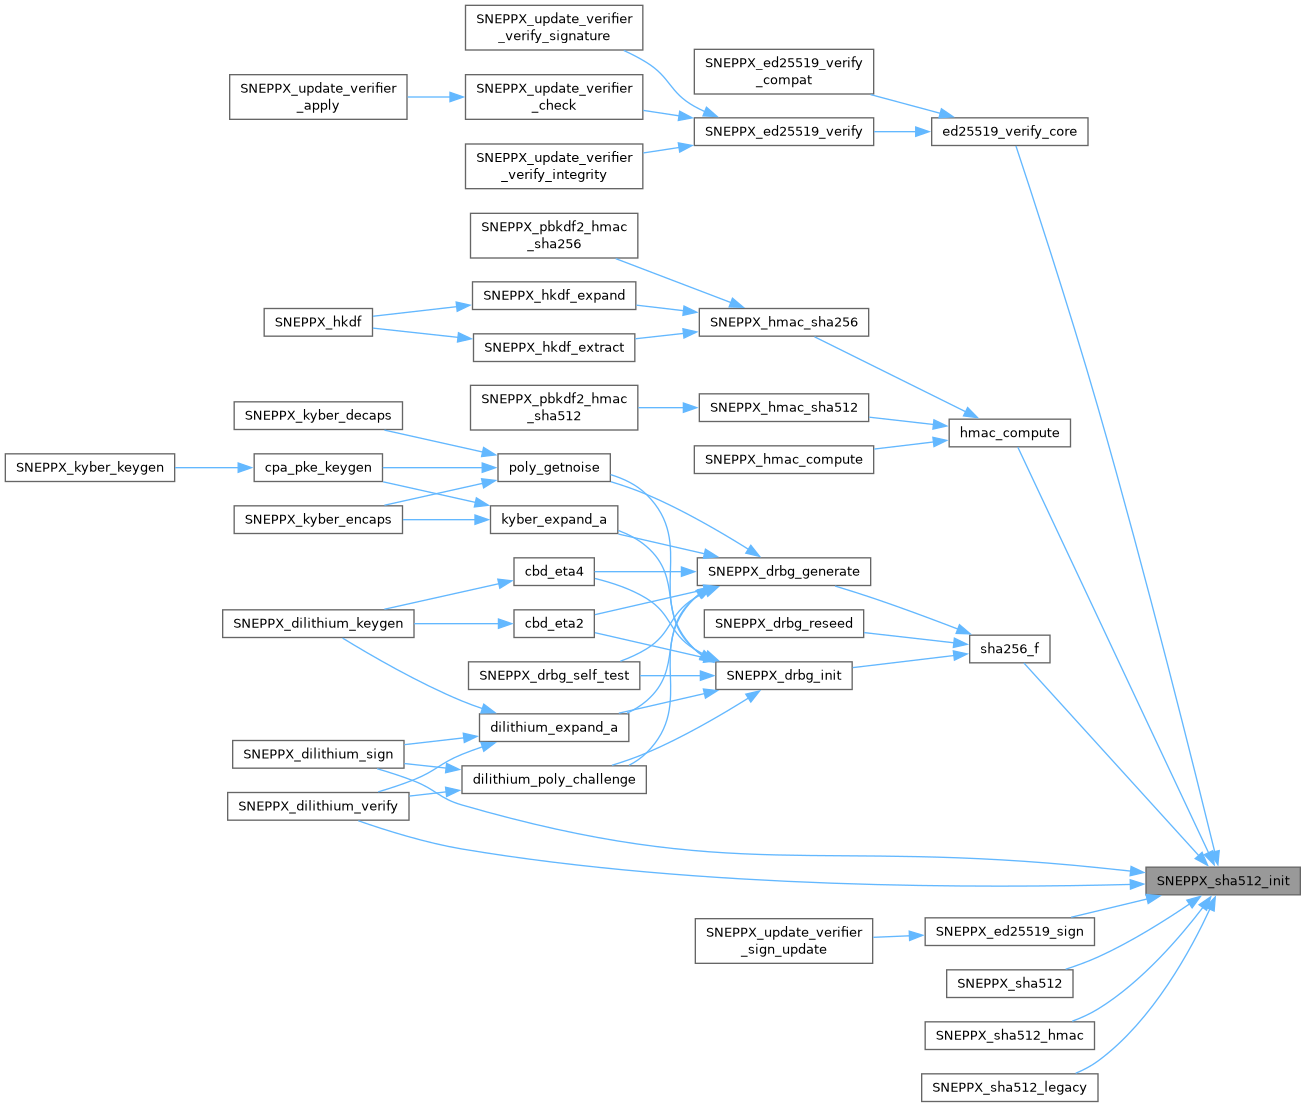 SNEPPX_update_verifier
_verify_signature
SNEPPX_ed25519_verify
_compat
SNEPPX_update_verifier
_apply
SNEPPX_update_verifier
_check
SNEPPX_ed25519_verify
ed25519_verify_core
SNEPPX_update_verifier
_verify_integrity
SNEPPX_pbkdf2_hmac
_sha256
SNEPPX_hkdf_expand
SNEPPX_hkdf
SNEPPX_hmac_sha256
SNEPPX_hkdf_extract
SNEPPX_pbkdf2_hmac
_sha512
SNEPPX_hmac_sha512
SNEPPX_kyber_decaps
hmac_compute
SNEPPX_hmac_compute
SNEPPX_kyber_keygen
cpa_pke_keygen
poly_getnoise
SNEPPX_kyber_encaps
kyber_expand_a
cbd_eta4
SNEPPX_drbg_generate
SNEPPX_dilithium_keygen
cbd_eta2
SNEPPX_drbg_reseed
sha256_f
SNEPPX_drbg_self_test
SNEPPX_drbg_init
dilithium_expand_a
SNEPPX_dilithium_sign
dilithium_poly_challenge
SNEPPX_dilithium_verify
SNEPPX_sha512_init
SNEPPX_update_verifier
_sign_update
SNEPPX_ed25519_sign
SNEPPX_sha512
SNEPPX_sha512_hmac
SNEPPX_sha512_legacy